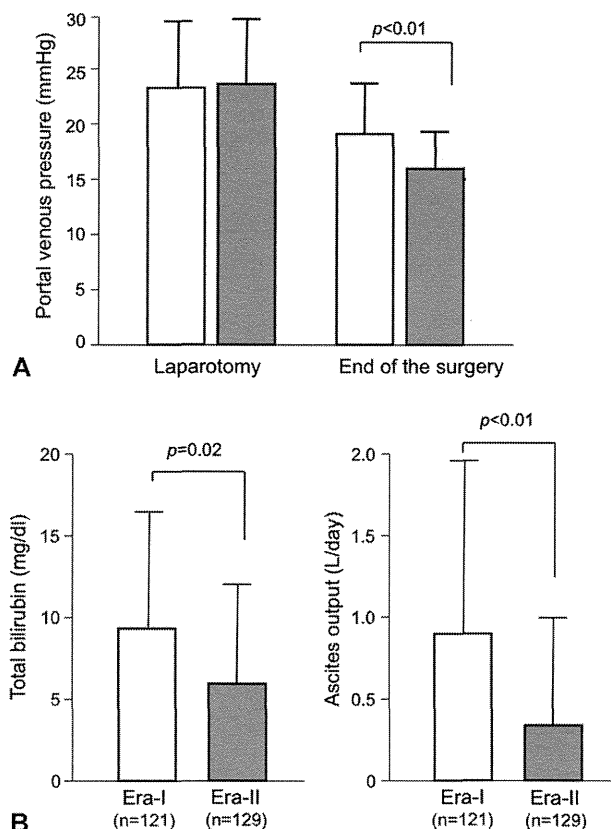 Portal venous pressure (mmHg)
30
25
20
15
10
5
0
p<0.01
Laparotomy
End of the surgery
A
Total bilirubin (mg/dl)
20
15
10
5
0
p=0.02
Era-I
(n=121)
Era-II
(n=129)
Ascites output (L/day)
2.0
1.5
1.0
0.5
0
p<0.01
Era-I
(n=121)
Era-II
(n=129)
B